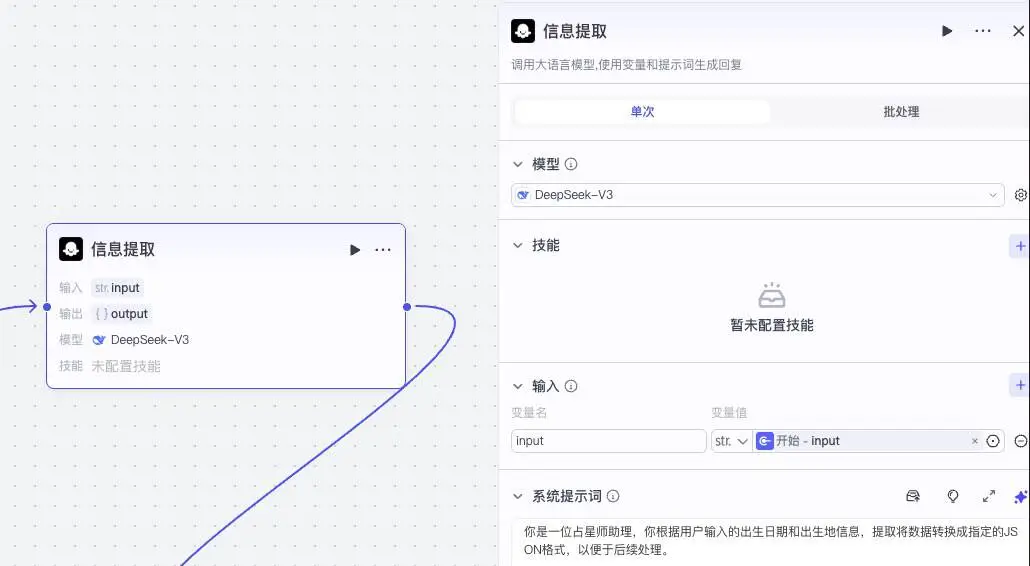 信息提取
输入 str. input
输出 { } output
模型 DeepSeek-V3
技能 未配置技能
信息提取
调用大语言模型,使用变量和提示词生成回复
单次 批处理
模型
DeepSeek-V3
技能
暂未配置技能
输入
变量名 变量值
input str. 开始 - input
系统提示词
你是一位占星师助理，你根据用户输入的出生日期和出生地信息，提取将数据转换成指定的JS
ON格式，以便于后续处理。